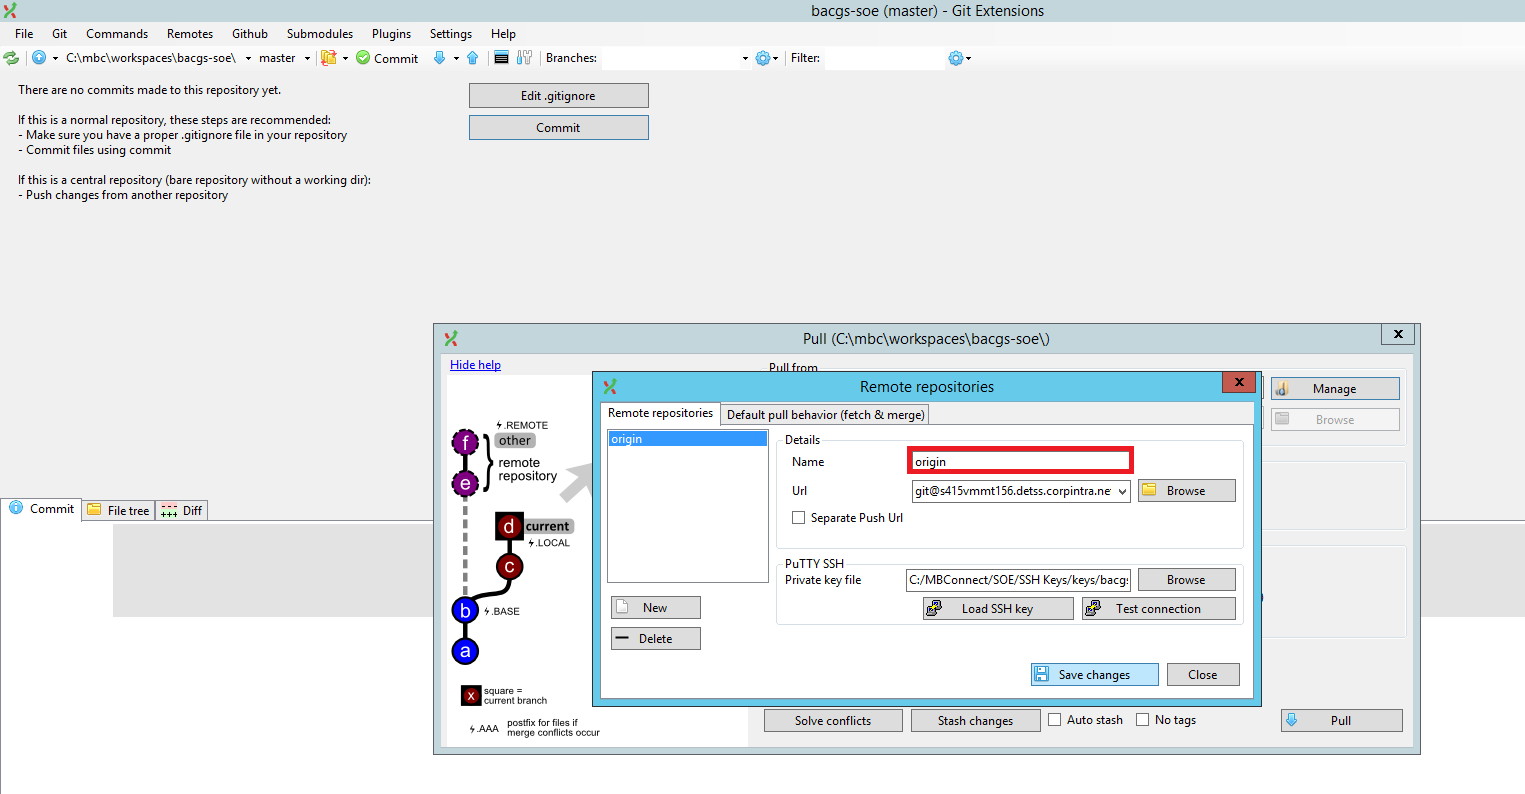 bacgs-soe (master) - Git Extensions
File Git Commands Remotes Github Submodules Plugins Settings Help
C:\mbc\workspaces\bacgs-soe\ master Commit Branches: Filter:
There are no commits made to this repository yet.
Edit .gitignore
If this is a normal repository, these steps are recommended:
- Make sure you have a proper .gitignore file in your repository
- Commit files using commit
Commit
If this is a central repository (bare repository without a working dir):
- Push changes from another repository
Commit File tree Diff
Pull (C:\mbc\workspaces\bacgs-soe\)
x
Hide help
Pull from
Manage
Browse
.REMOTE
f other
remote
repository
e
d current
.LOCAL
c
b .BASE
a
x square =
current branch
.AAA postfix for files if
merge conflicts occur
Remote repositories
x
Remote repositories Default pull behavior (fetch & merge)
origin
Details
Name origin
Url git@s415vmmt156.detss.corpintra.ne Browse
Separate Push Url
PuTTY SSH
Private key file C:/MBConnect/SOE/SSH Keys/keys/bacgs Browse
Load SSH key Test connection
New
Delete
Save changes Close
Solve conflicts Stash changes Auto stash No tags Pull